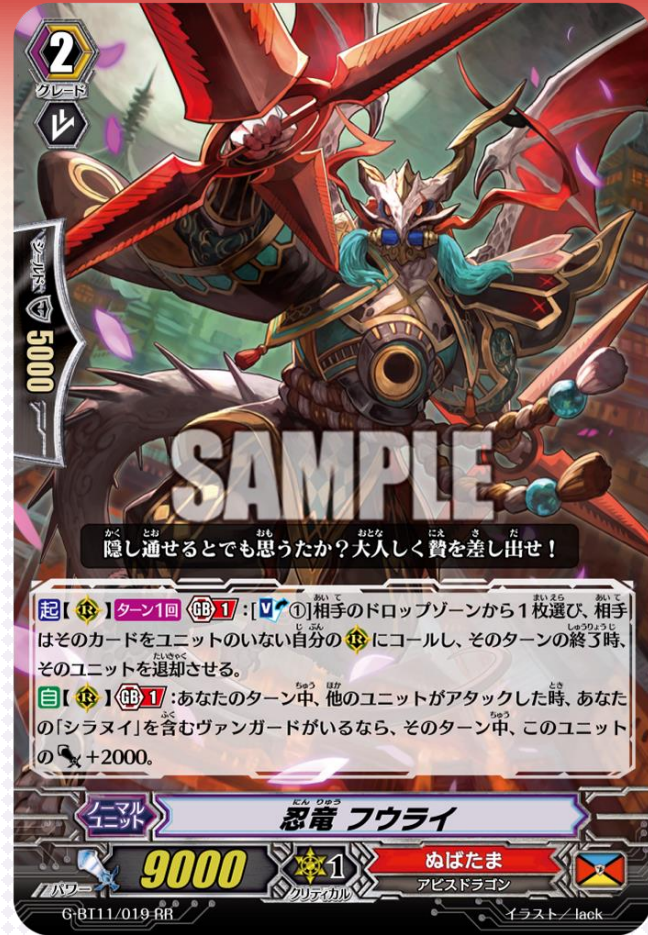 2
グレード
シールド
5000
SAMPLE
隠し通せるとでも思うたか？大人しく贄を差し出せ！
起【R】ターン1回 GB 1：[V①]相手のドロップゾーンから1枚選び、相手
はそのカードをユニットのいない自分のRにコールし、そのターンの終了時、
そのユニットを退却させる。
自【R】GB 1：あなたのターン中、他のユニットがアタックした時、あなた
の「シラヌイ」を含むヴァンガードがいるなら、そのターン中、このユニット
の+2000。
ノーマル
ユニット
にんりゅう
忍竜 フウライ
パワー
9000
1
クリティカル
ぬばたま
アビスドラゴン
G-BT11/019 RR
イラスト／ lack